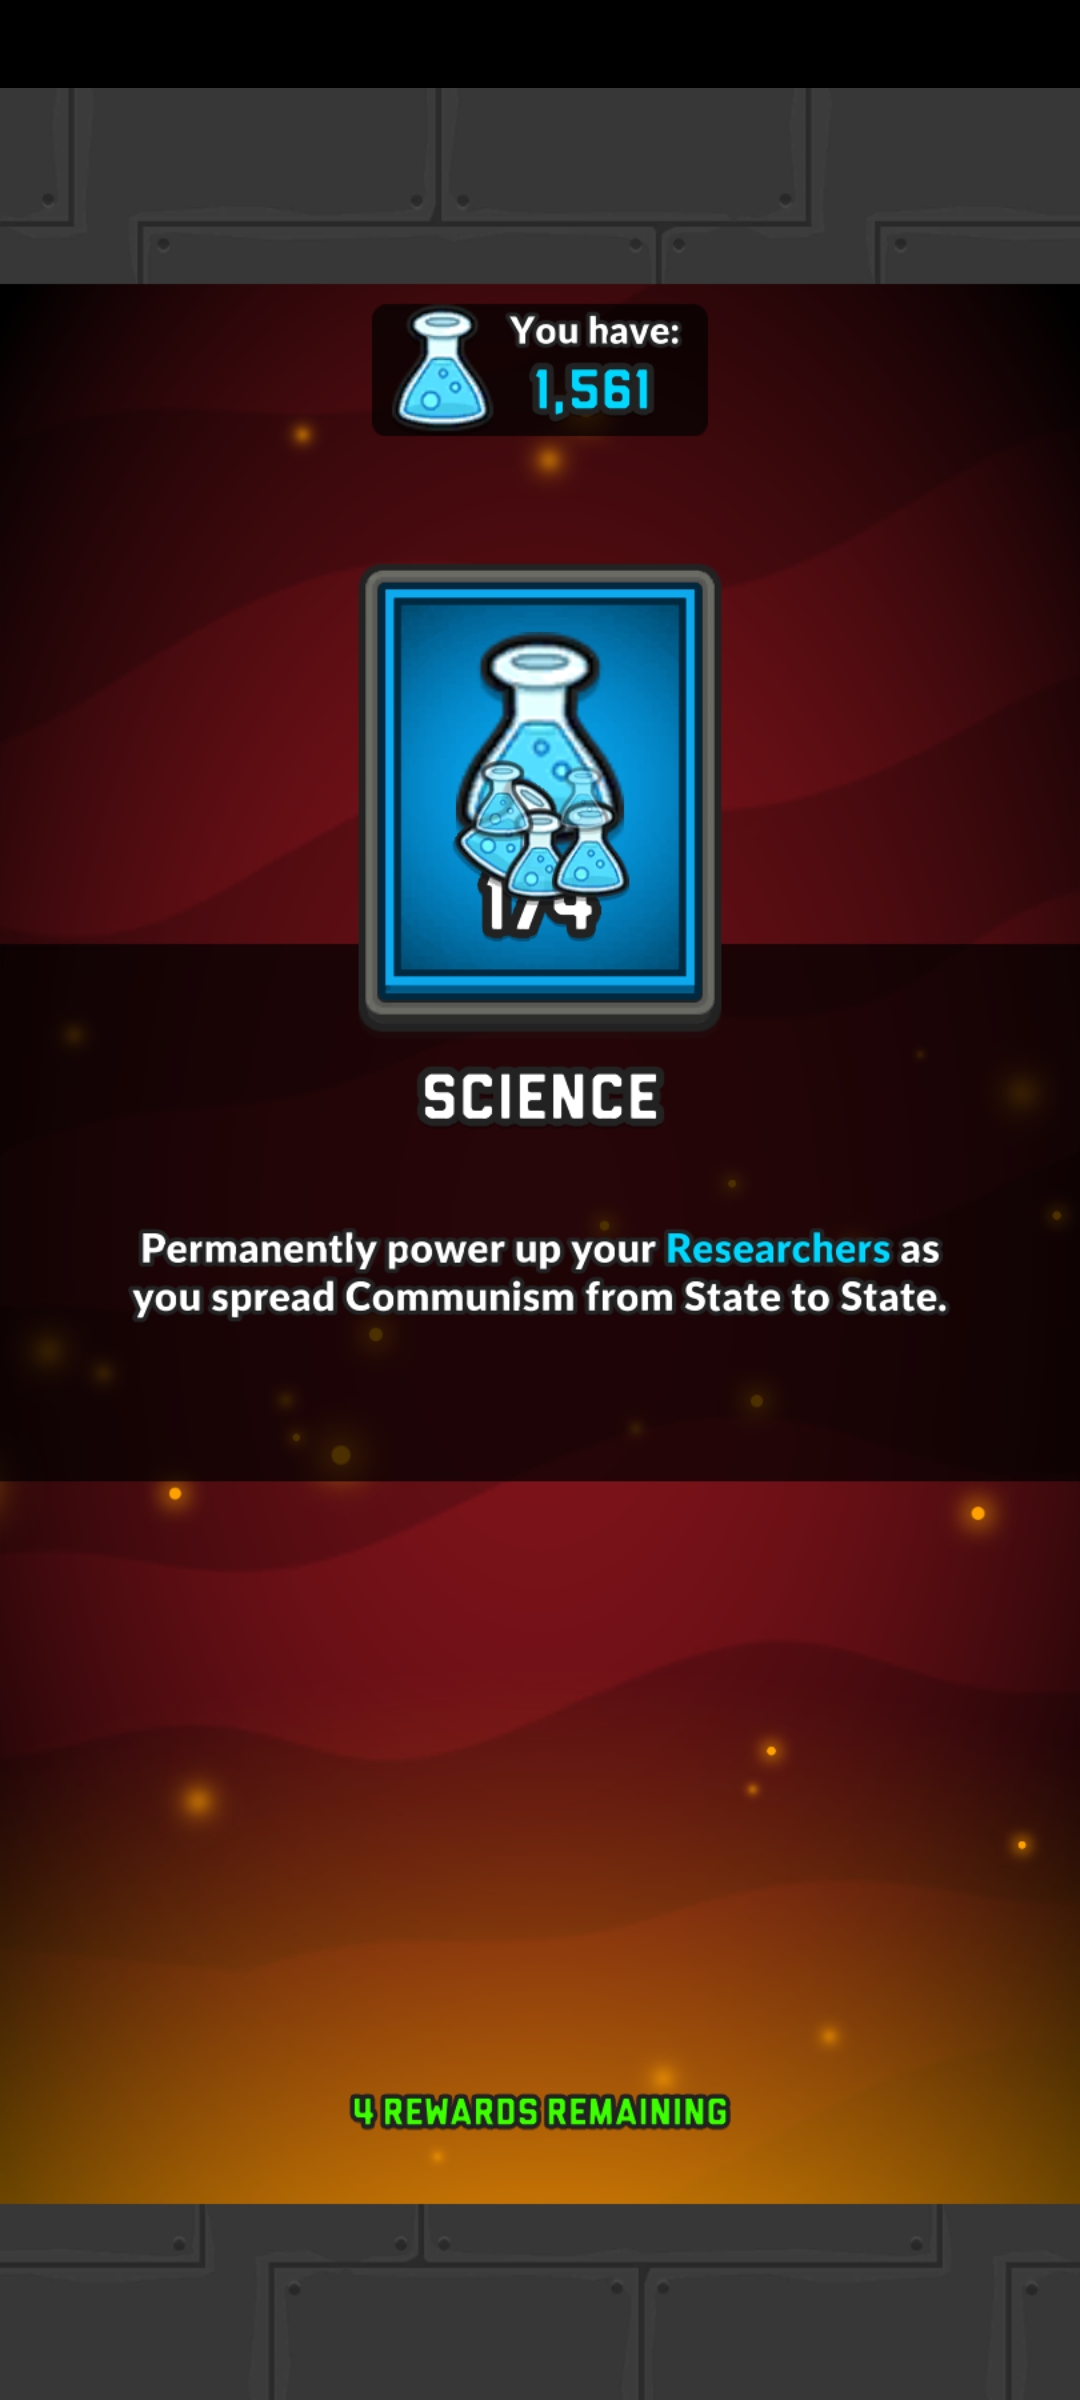 You have:
1,561
174
SCIENCE
Permanently power up your Researchers as
you spread Communism from State to State.
4 REWARDS REMAINING